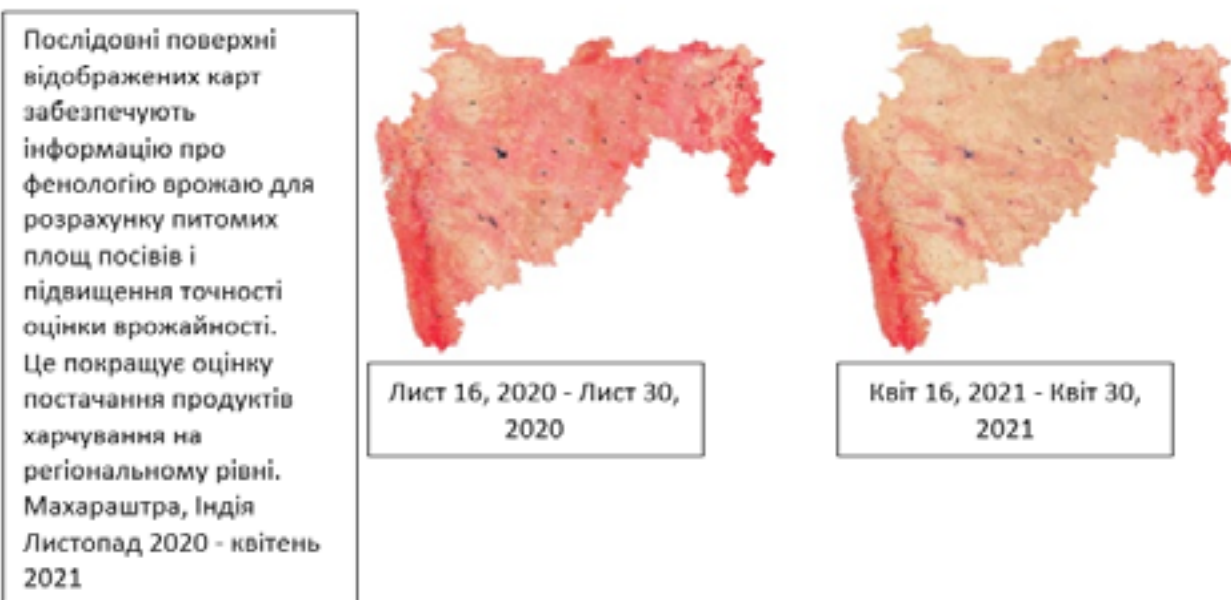 Послідовні поверхні
відображених карт
забезпечують
інформацію про
фенологію врожаю для
розрахунку питомих
площ посівів і
підвищення точності
оцінки врожайності.
Це покращує оцінку
постачання продуктів
харчування на
регіональному рівні.
Махараштра, Індія
Листопад 2020 - квітень
2021
Лист 16, 2020 - Лист 30,
2020
Квіт 16, 2021 - Квіт 30,
2021